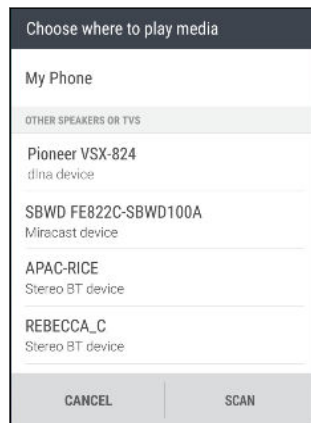 Choose where to play media
My Phone
OTHER SPEAKERS OR TVS
Pioneer VSX-824
dlna device
SBWD FE822C-SBWD100A
Miracast device
APAC-RICE
Stereo BT device
REBECCA_C
Stereo BT device
CANCEL SCAN